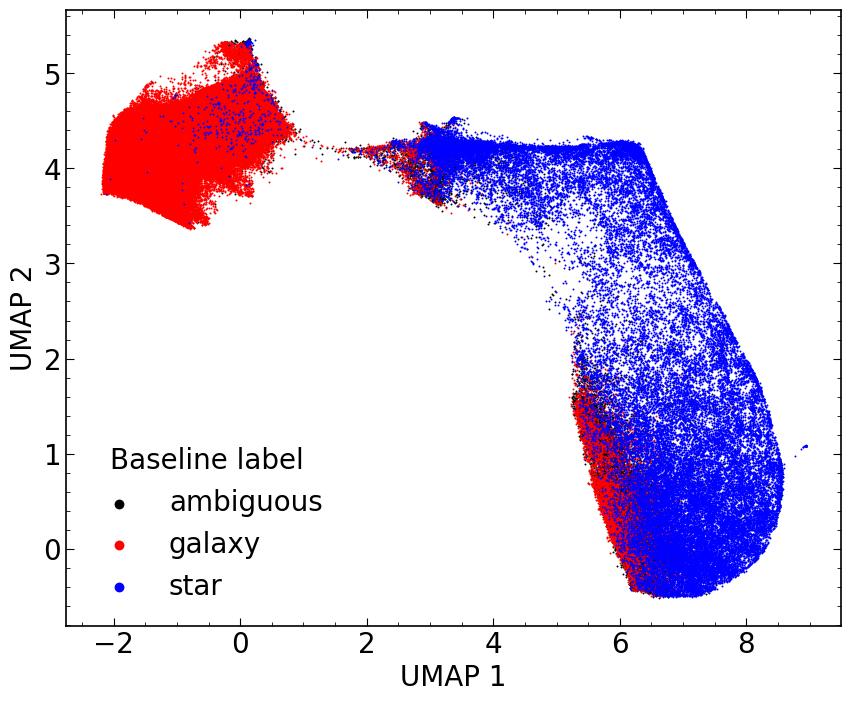 5
4
3
2
1
0
UMAP 2
Baseline label
ambiguous
galaxy
star
−2 0 2 4 6 8
UMAP 1